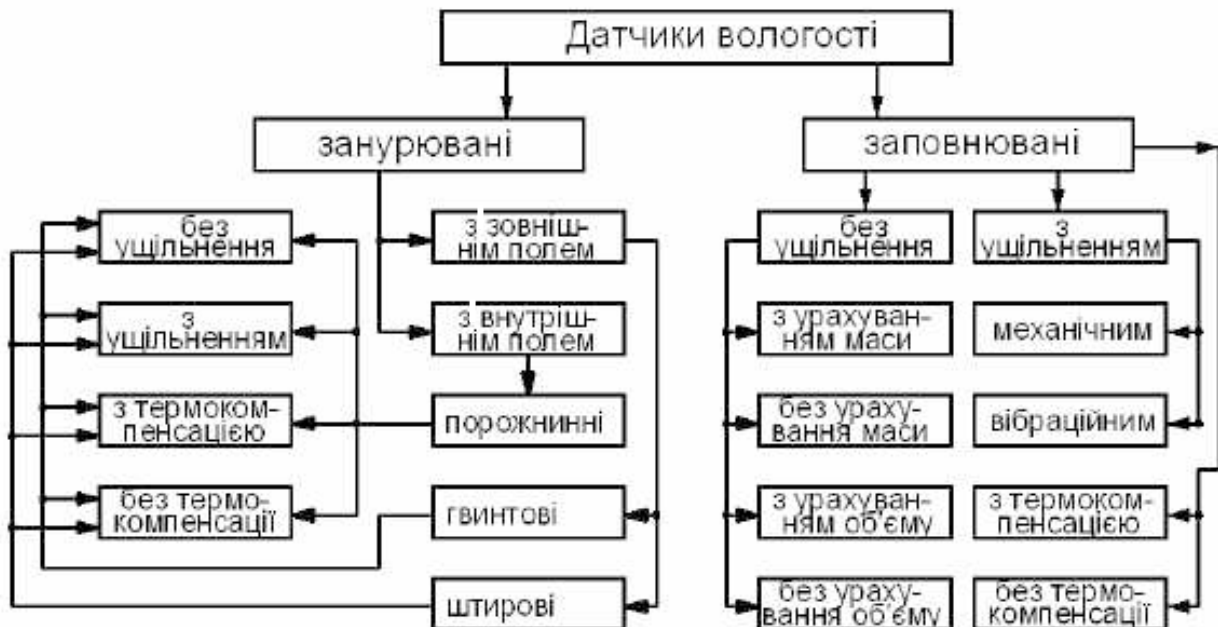 Датчики вологості
занурювані
заповнювані
без
ущільнення
з зовніш-
нім полем
без
ущільнення
з
ущільненням
з
ущільненням
з внутріш-
нім полем
з урахуван-
ням маси
механічним
з термоком-
пенсацією
порожнинні
без ураху-
вання маси
вібраційним
без термо-
компенсації
гвинтові
з урахуван-
ням об'єму
з термоком-
пенсацією
штирові
без ураху-
вання об'єму
без термо-
компенсації